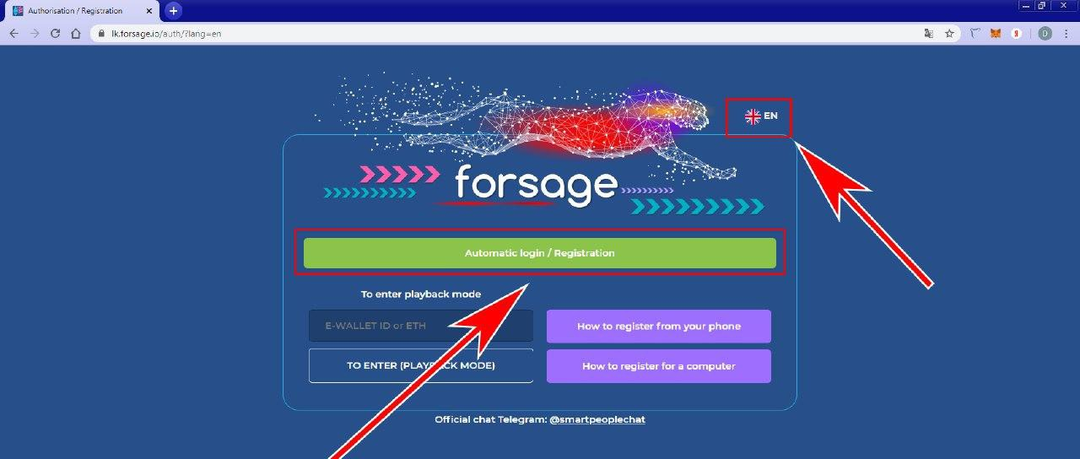 Authorisation / Registration
lk.forsage.io/auth/?lang=en
D
EN
forsage
Automatic login / Registration
To enter playback mode
E-WALLET ID or ETH
How to register from your phone
TO ENTER (PLAYBACK MODE)
How to register for a computer
Official chat Telegram: @smartpeoplechat